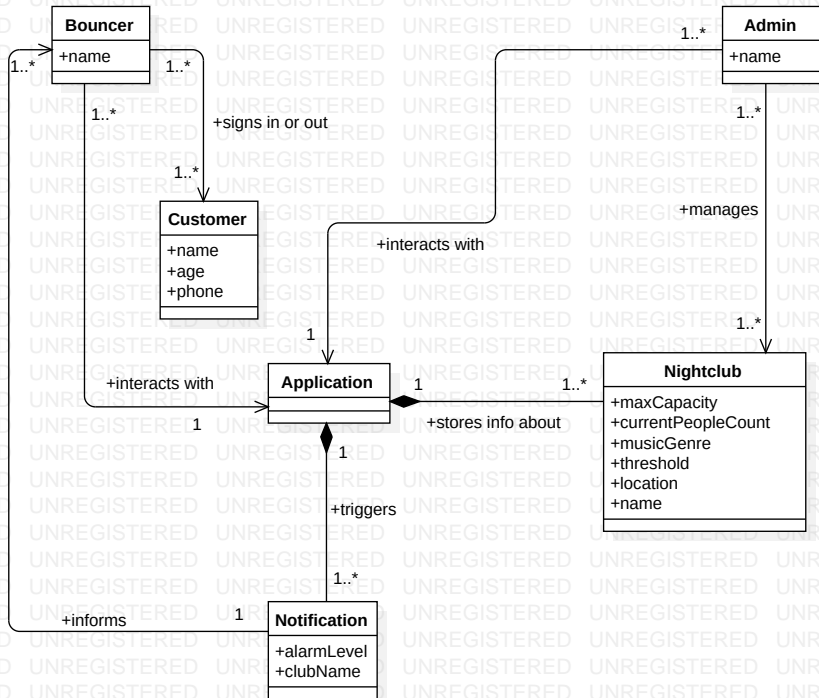 Bouncer
+name
Admin
+name
1..*
1..*
1..*
1..*
1..*
+signs in or out
1..*
Customer
+name
+age
+phone
+manages
+interacts with
1
1..*
Application
+interacts with
1
1
1..*
+stores info about
Nightclub
+maxCapacity
+currentPeopleCount
+musicGenre
+threshold
+location
+name
1
+triggers
1..*
+informs
1
Notification
+alarmLevel
+clubName
UNREGISTERED